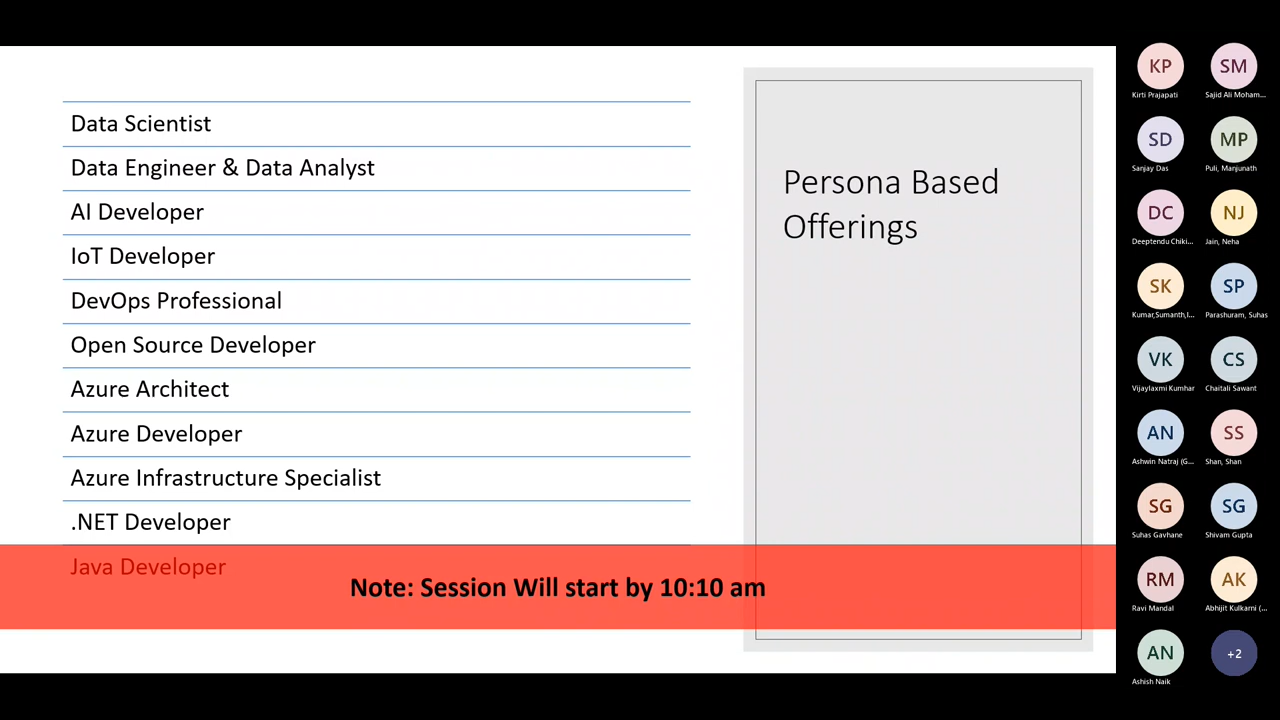 Data Scientist
Data Engineer & Data Analyst
AI Developer
IoT Developer
DevOps Professional
Open Source Developer
Azure Architect
Azure Developer
Azure Infrastructure Specialist
.NET Developer
Java Developer
Note: Session Will start by 10:10 am
Persona Based
Offerings
KP
Kirti Prajapati
SM
Sajid Ali Moham...
SD
Sanjay Das
MP
Puli, Manjunath
DC
Deeptendu Chiki...
NJ
Jain, Neha
SK
Kumar,Sumanth,I...
SP
Parashuram, Suhas
VK
Vijaylaxmi Kumhar
CS
Chaitali Sawant
AN
Ashwin Natraj (G...
SS
Shan, Shan
SG
Suhas Gavhane
SG
Shivam Gupta
RM
Ravi Mandal
AK
Abhijit Kulkarni (...
AN
Ashish Naik
+2